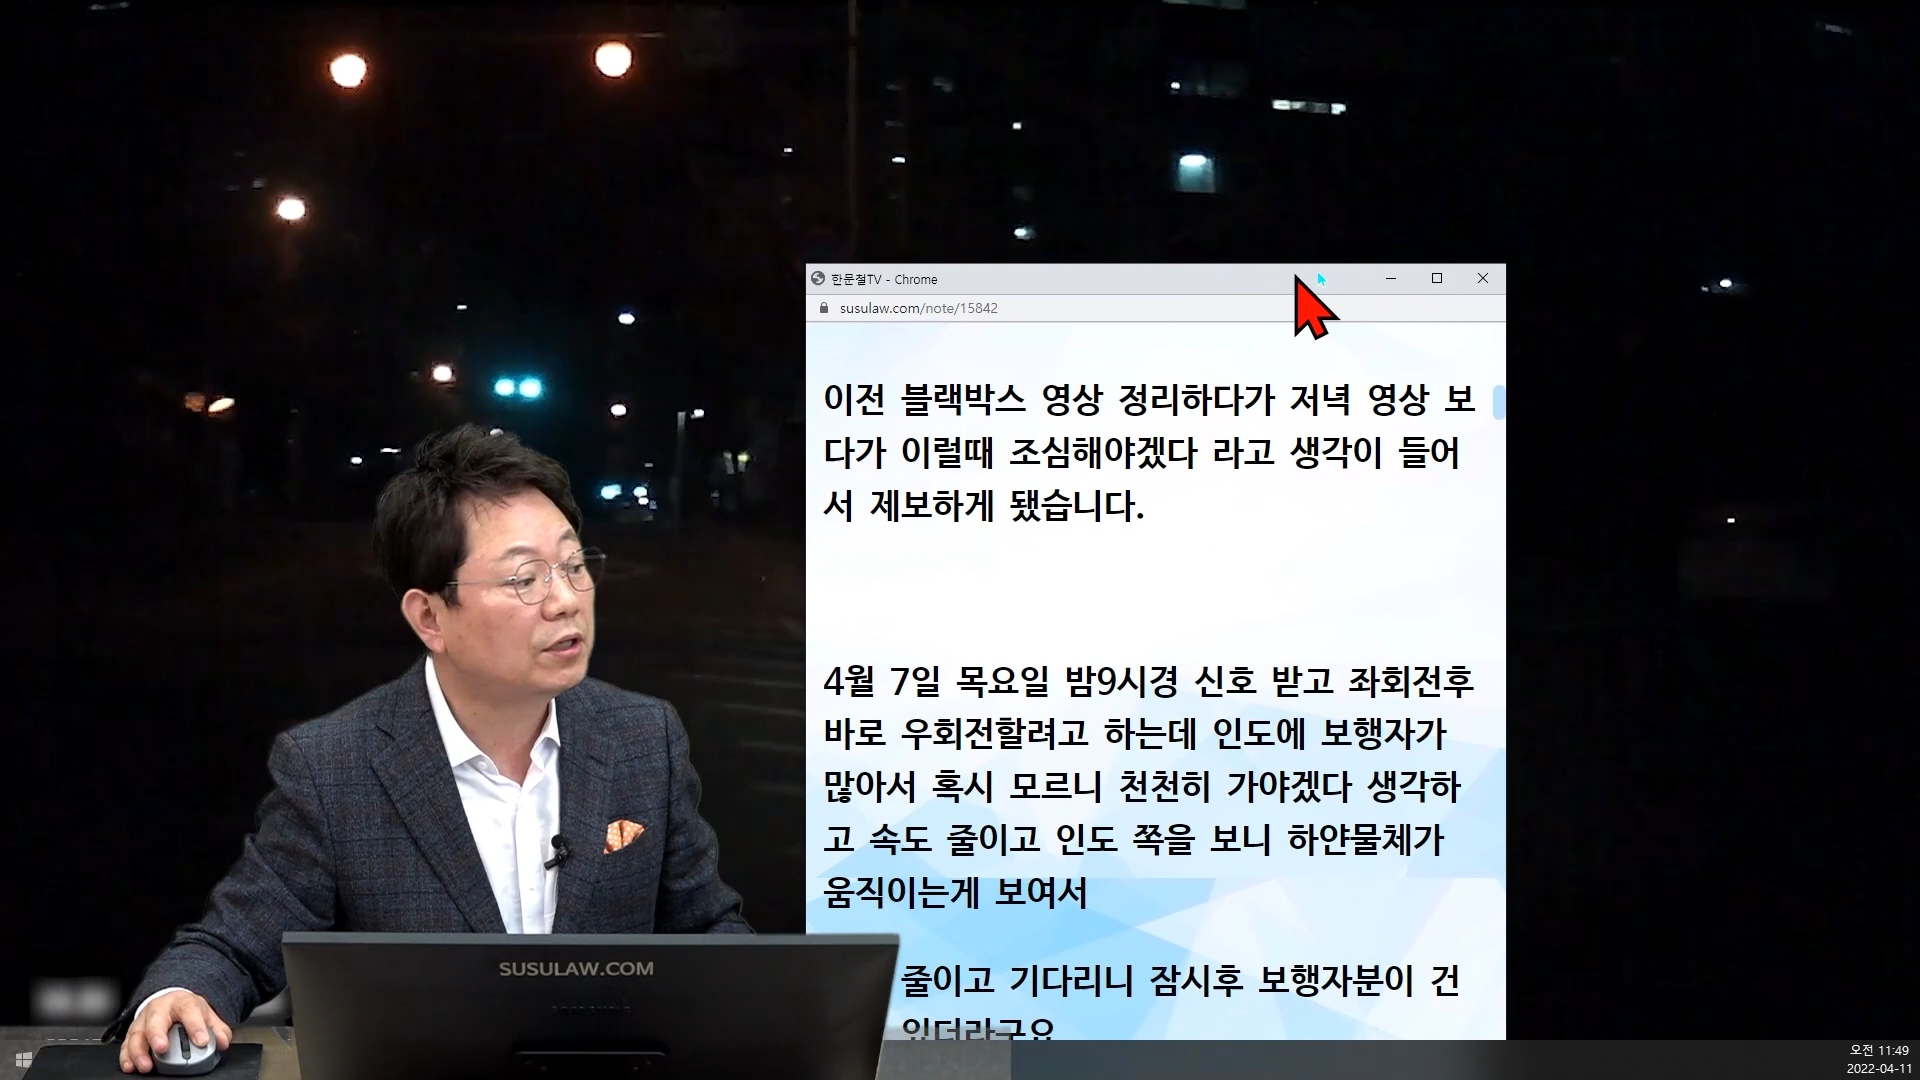 한문철TV - Chrome
susulaw.com/note/15842
이전 블랙박스 영상 정리하다가 저녁 영상 보
다가 이럴때 조심해야겠다 라고 생각이 들어
서 제보하게 됐습니다.
4월 7일 목요일 밤9시경 신호 받고 좌회전후
바로 우회전할려고 하는데 인도에 보행자가
많아서 혹시 모르니 천천히 가야겠다 생각하
고 속도 줄이고 인도 쪽을 보니 하얀물체가
움직이는게 보여서
줄이고 기다리니 잠시후 보행자분이 건
SUSULAW.COM
오전 11:49
2022-04-11